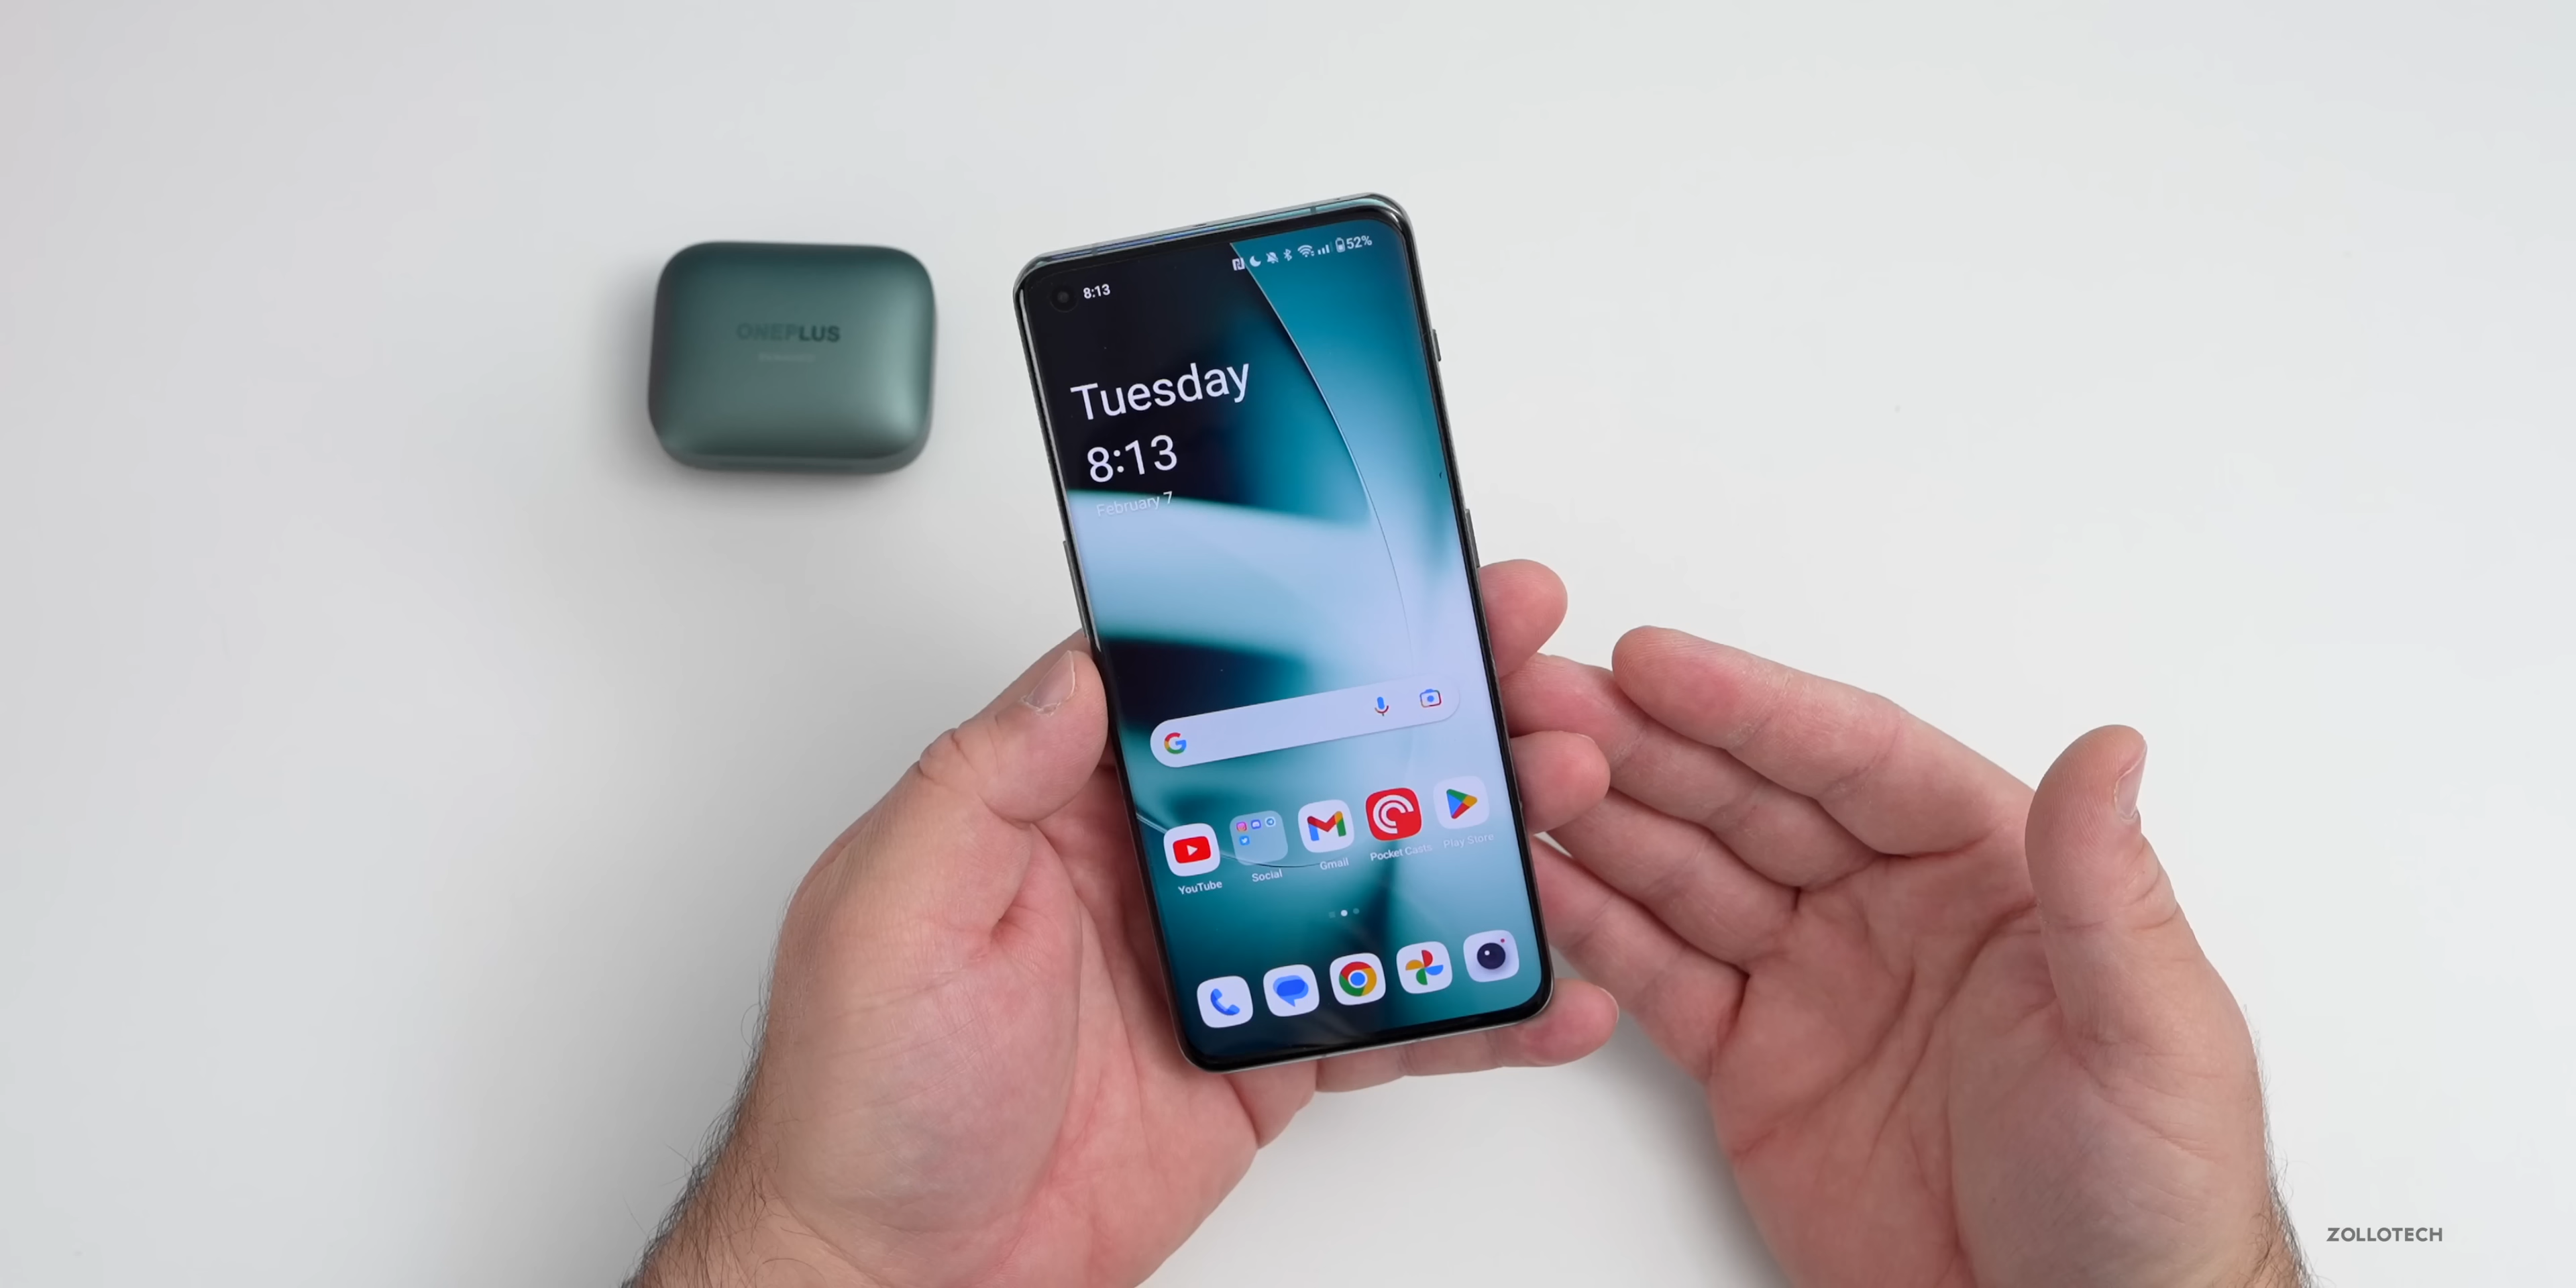 ONEPLUS
8:13
52%
Tuesday
8:13
February 7
YouTube
Social
Gmail
Pocket Casts
Play Store
ZOLLOTECH